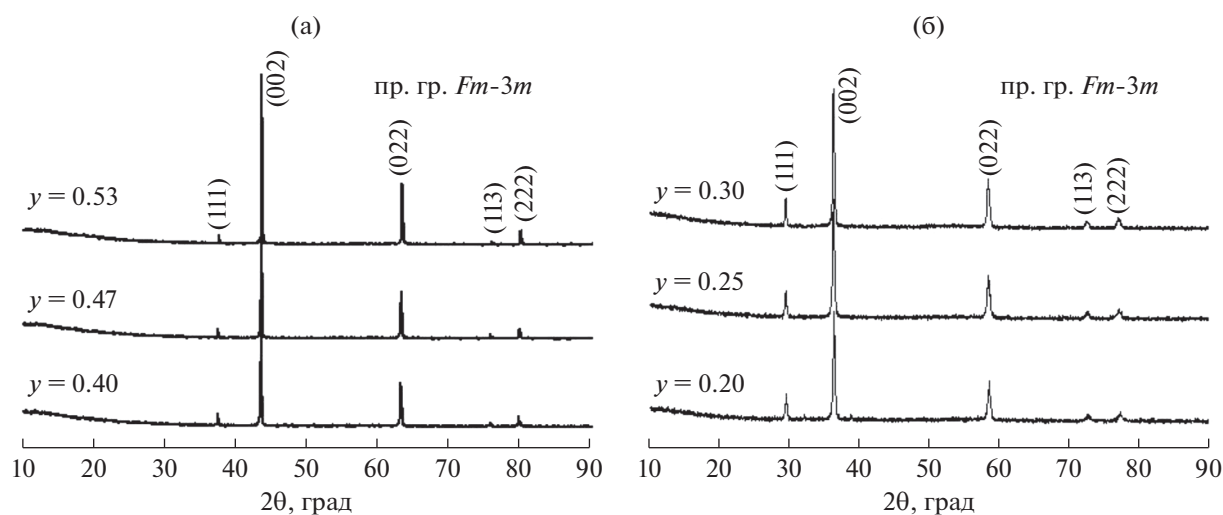 (а)
пр. гр. Fm-3m
(002)
(022)
(111)
(113)
(222)
y = 0.53
y = 0.47
y = 0.40
10 20 30 40 50 60 70 80 90
2θ, град
(б)
пр. гр. Fm-3m
(002)
(022)
(111)
(113)
(222)
y = 0.30
y = 0.25
y = 0.20
10 20 30 40 50 60 70 80 90
2θ, град